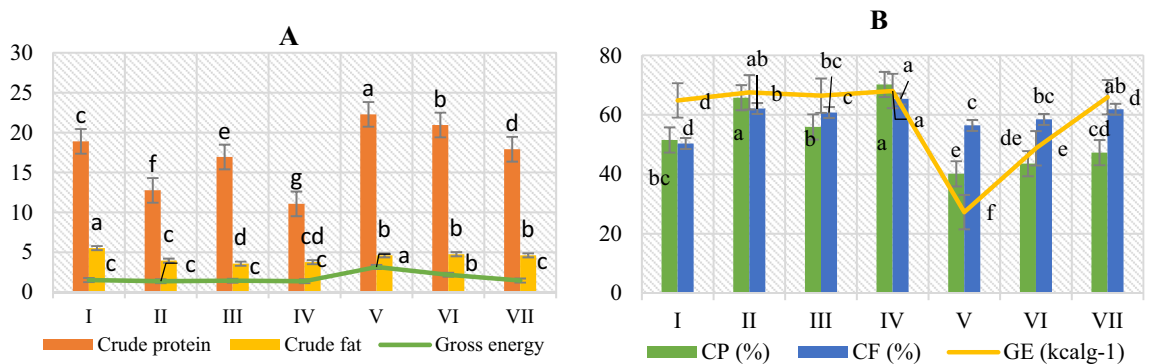 A
30
25
20
15
10
5
0
c
f
e
g
a
b
d
a
c
d
cd
b
b
b
c
c
c
c
a
b
c
I II III IV V VI VII
Crude protein Crude fat Gross energy
B
80
60
40
20
0
ab bc a
d b c a ab d
d c bc
a b a e de e cd
bc f
I II III IV V VI VII
CP (%) CF (%) GE (kcalg-1)